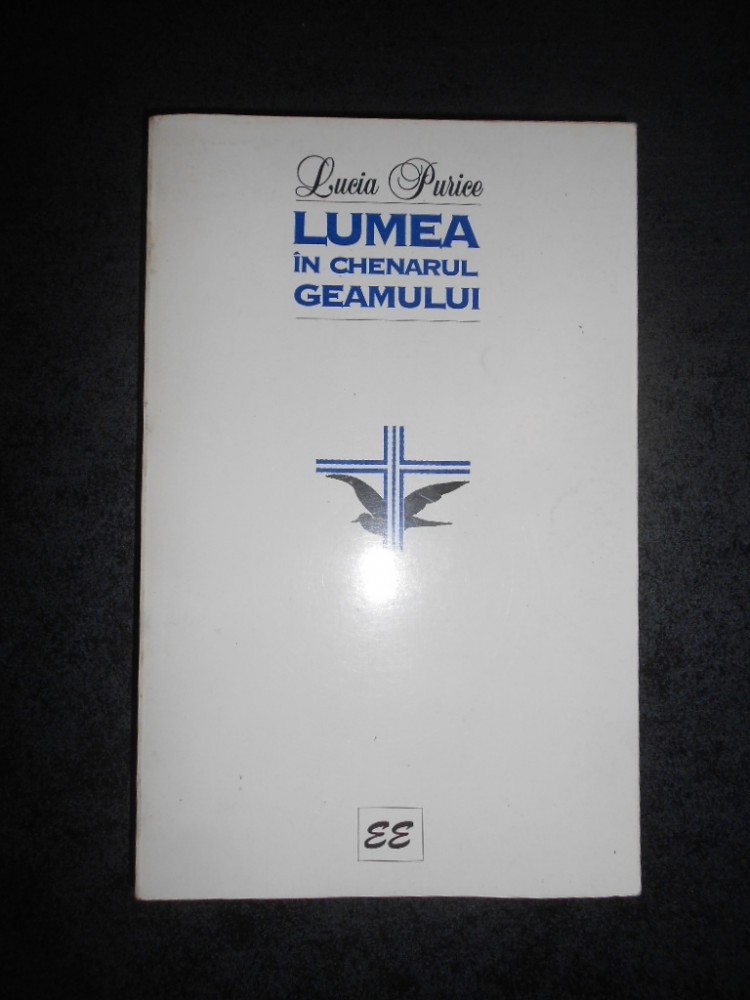 Lucia Purice
LUMEA
ÎN CHENARUL
GEAMULUI
EE